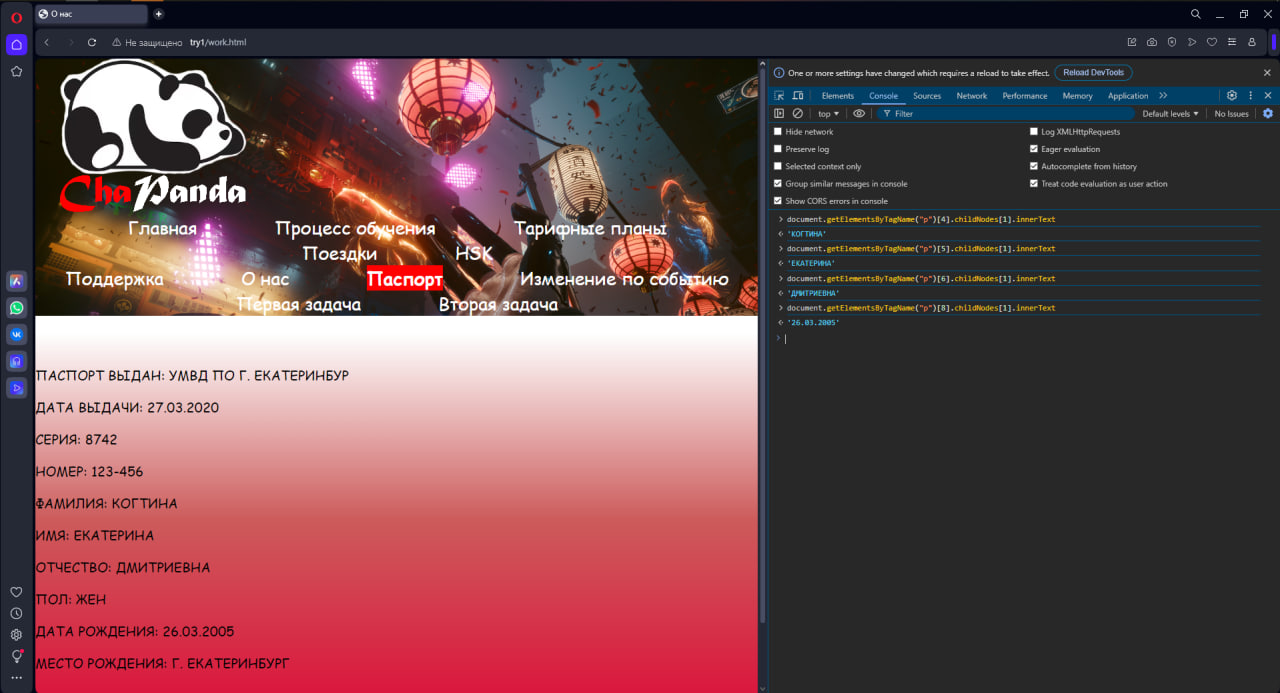 О нас
Не защищено try1/work.html
ChaPanda
Главная Процесс обучения Тарифные планы
Поездки HSK
Поддержка О нас Паспорт Изменение по событию
Первая задача Вторая задача
ПАСПОРТ ВЫДАН: УМВД ПО Г. ЕКАТЕРИНБУР
ДАТА ВЫДАЧИ: 27.03.2020
СЕРИЯ: 8742
НОМЕР: 123-456
ФАМИЛИЯ: КОГТИНА
ИМЯ: ЕКАТЕРИНА
ОТЧЕСТВО: ДМИТРИЕВНА
ПОЛ: ЖЕН
ДАТА РОЖДЕНИЯ: 26.03.2005
МЕСТО РОЖДЕНИЯ: Г. ЕКАТЕРИНБУРГ
One or more settings have changed which requires a reload to take effect. Reload DevTools
Elements Console Sources Network Performance Memory Application
top Filter Default levels No Issues
Hide network Log XMLHttpRequests
Preserve log Eager evaluation
Selected context only Autocomplete from history
Group similar messages in console Treat code evaluation as user action
Show CORS errors in console
document.getElementsByTagName("p")[4].childNodes[1].innerText
'КОГТИНА'
document.getElementsByTagName("p")[5].childNodes[1].innerText
'ЕКАТЕРИНА'
document.getElementsByTagName("p")[6].childNodes[1].innerText
'ДМИТРИЕВНА'
document.getElementsByTagName("p")[8].childNodes[1].innerText
'26.03.2005'